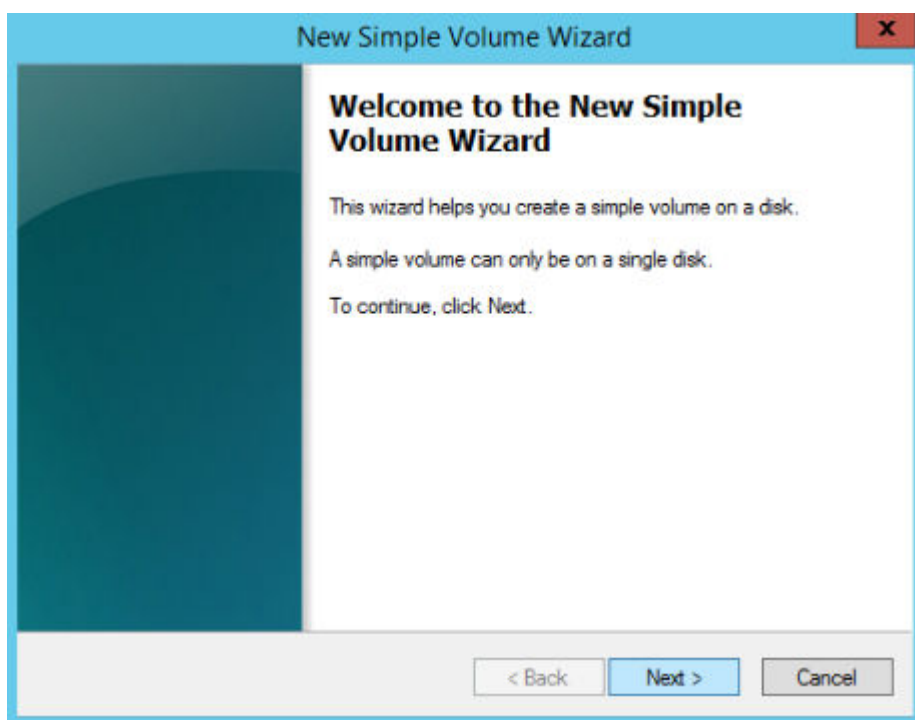 New Simple Volume Wizard
x
Welcome to the New Simple
Volume Wizard
This wizard helps you create a simple volume on a disk.
A simple volume can only be on a single disk.
To continue, click Next.
< Back
Next >
Cancel